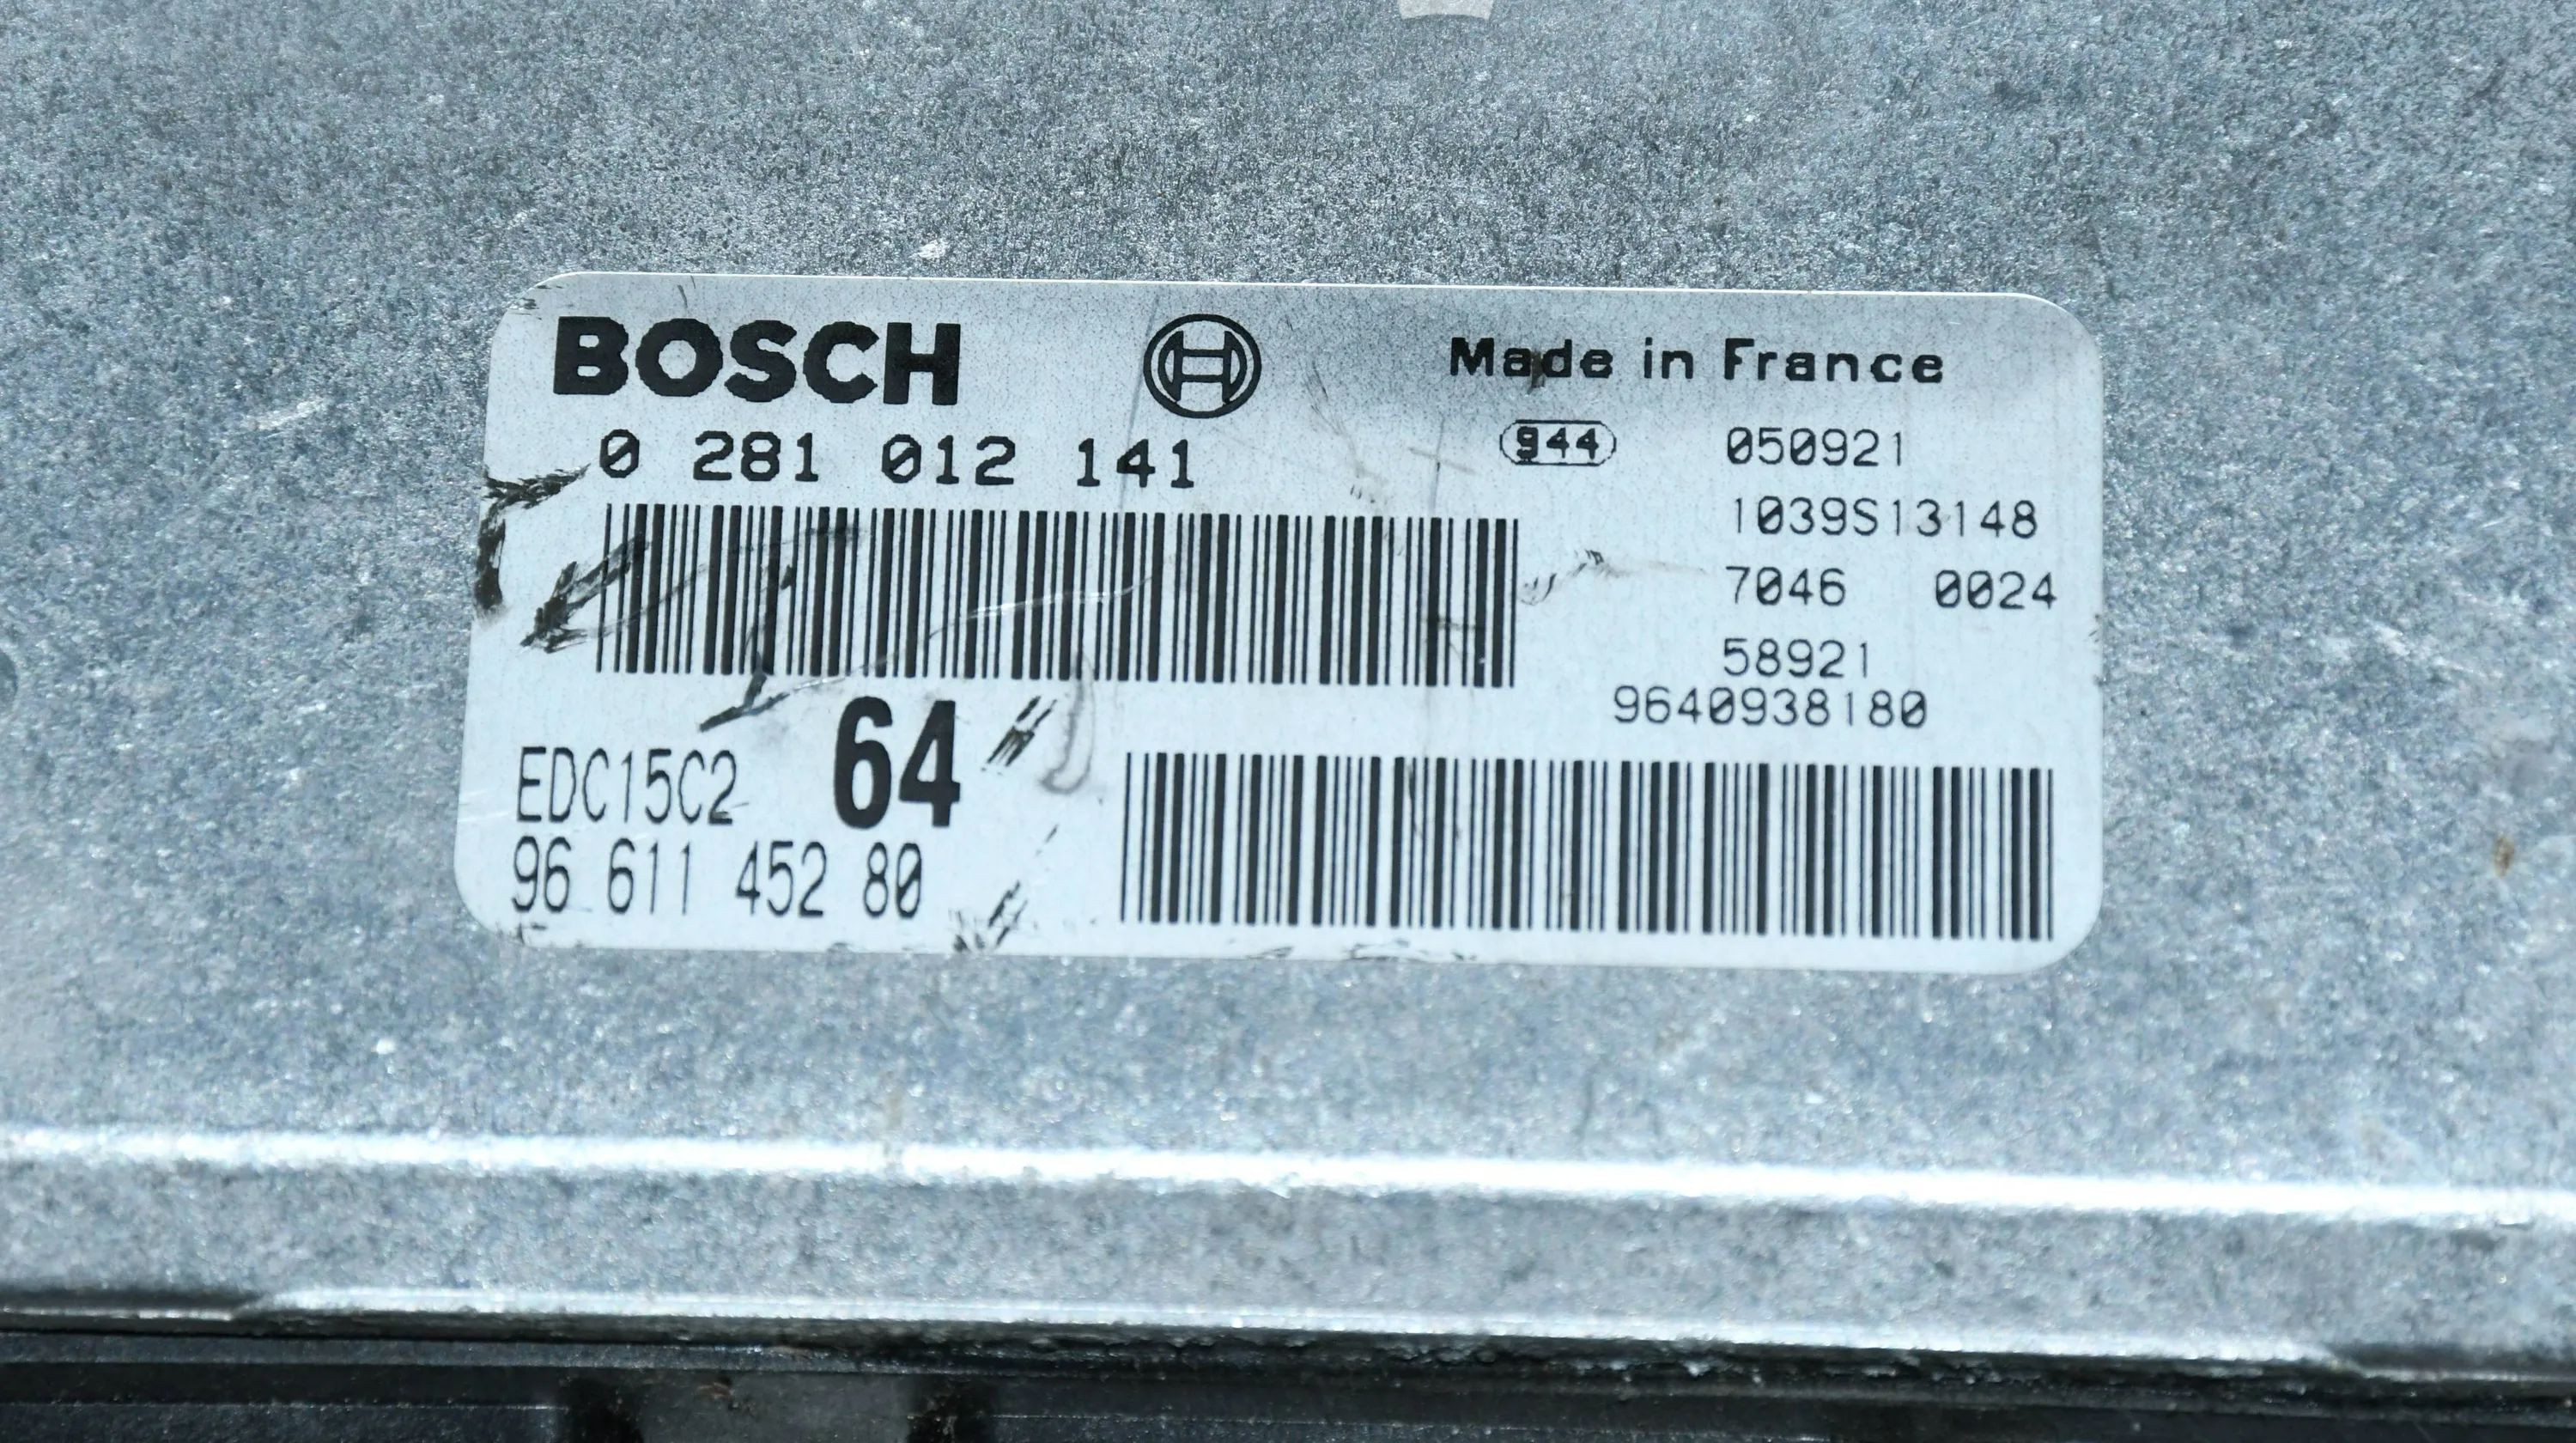 BOSCH
Made in France
0 281 012 141
944 050921
1039S13148
7046 0024
58921
9640938180
EDC15C2 64
96 611 452 80